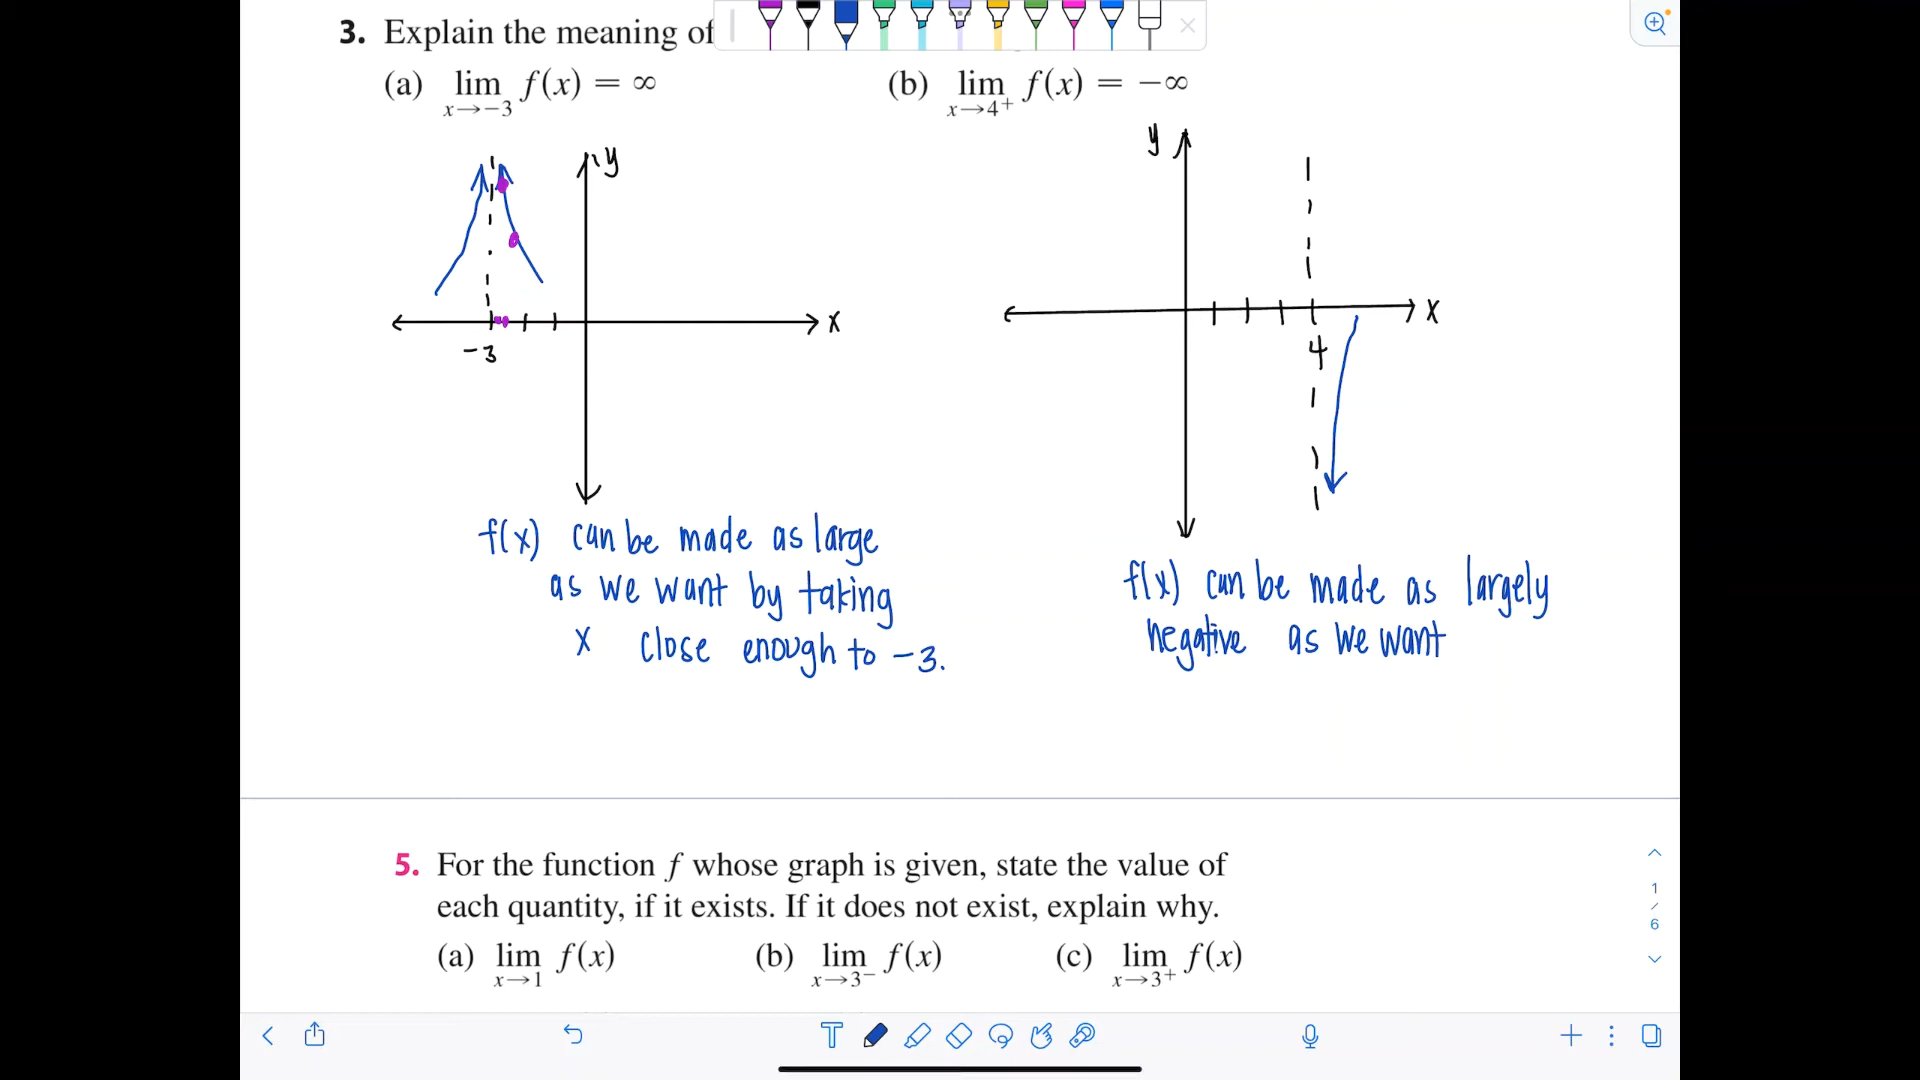 3. Explain the meaning of
(a) lim x→−3 f(x) = ∞
(b) lim x→4⁺ f(x) = −∞
y
x
−3
f(x) can be made as large
as we want by taking
x close enough to −3.
y
x
4
f(x) can be made as largely
negative as we want
5. For the function f whose graph is given, state the value of
each quantity, if it exists. If it does not exist, explain why.
(a) lim x→1 f(x)
(b) lim x→3⁻ f(x)
(c) lim x→3⁺ f(x)
1
/
6
T